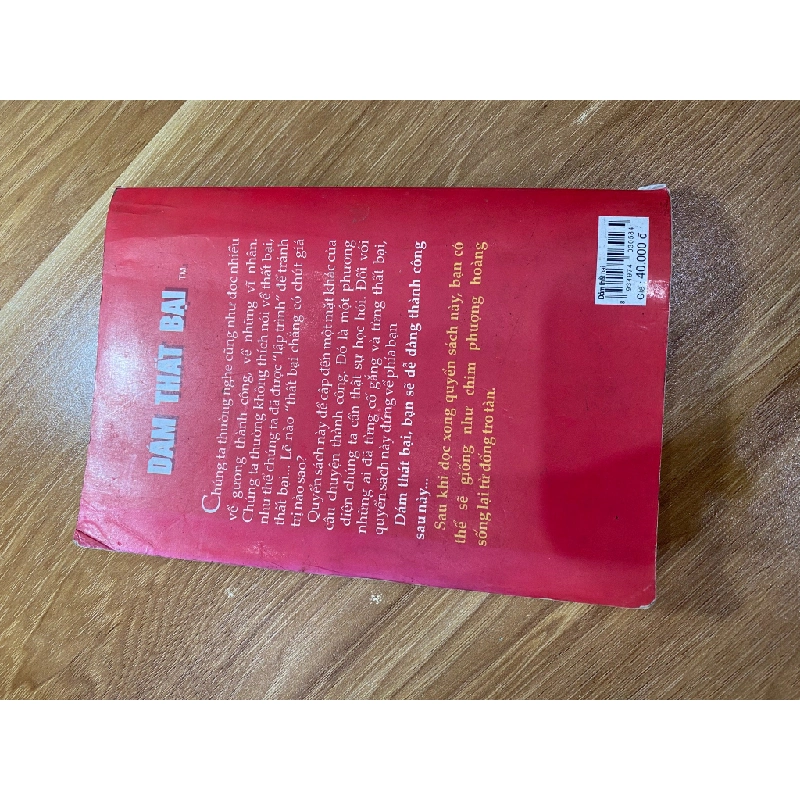 DÁM THẤT BẠI ™
Chúng ta thường nghe cũng như đọc nhiều
về gương thành công, về những vĩ nhân.
Chúng ta thường không thích nói về thất bại,
như thể chúng ta đã được "lập trình" để tránh
thất bại... Lẽ nào "thất bại chẳng có chút giá
trị nào sao?
Quyển sách này đề cập đến một mặt khác của
câu chuyện thành công. Đó là một phương
diện chúng ta cần thật sự học hỏi. Đối với
những ai đã từng cố gắng và từng thất bại,
quyển sách này đứng về phía bạn
Dám thất bại, bạn sẽ dễ dàng thành công
sau này...
Sau khi đọc xong quyển sách này, bạn có
thể sẽ giống như chim phượng hoàng
sống lại từ đống tro tàn.
Dám thất bại
Giá: 40.000 đ